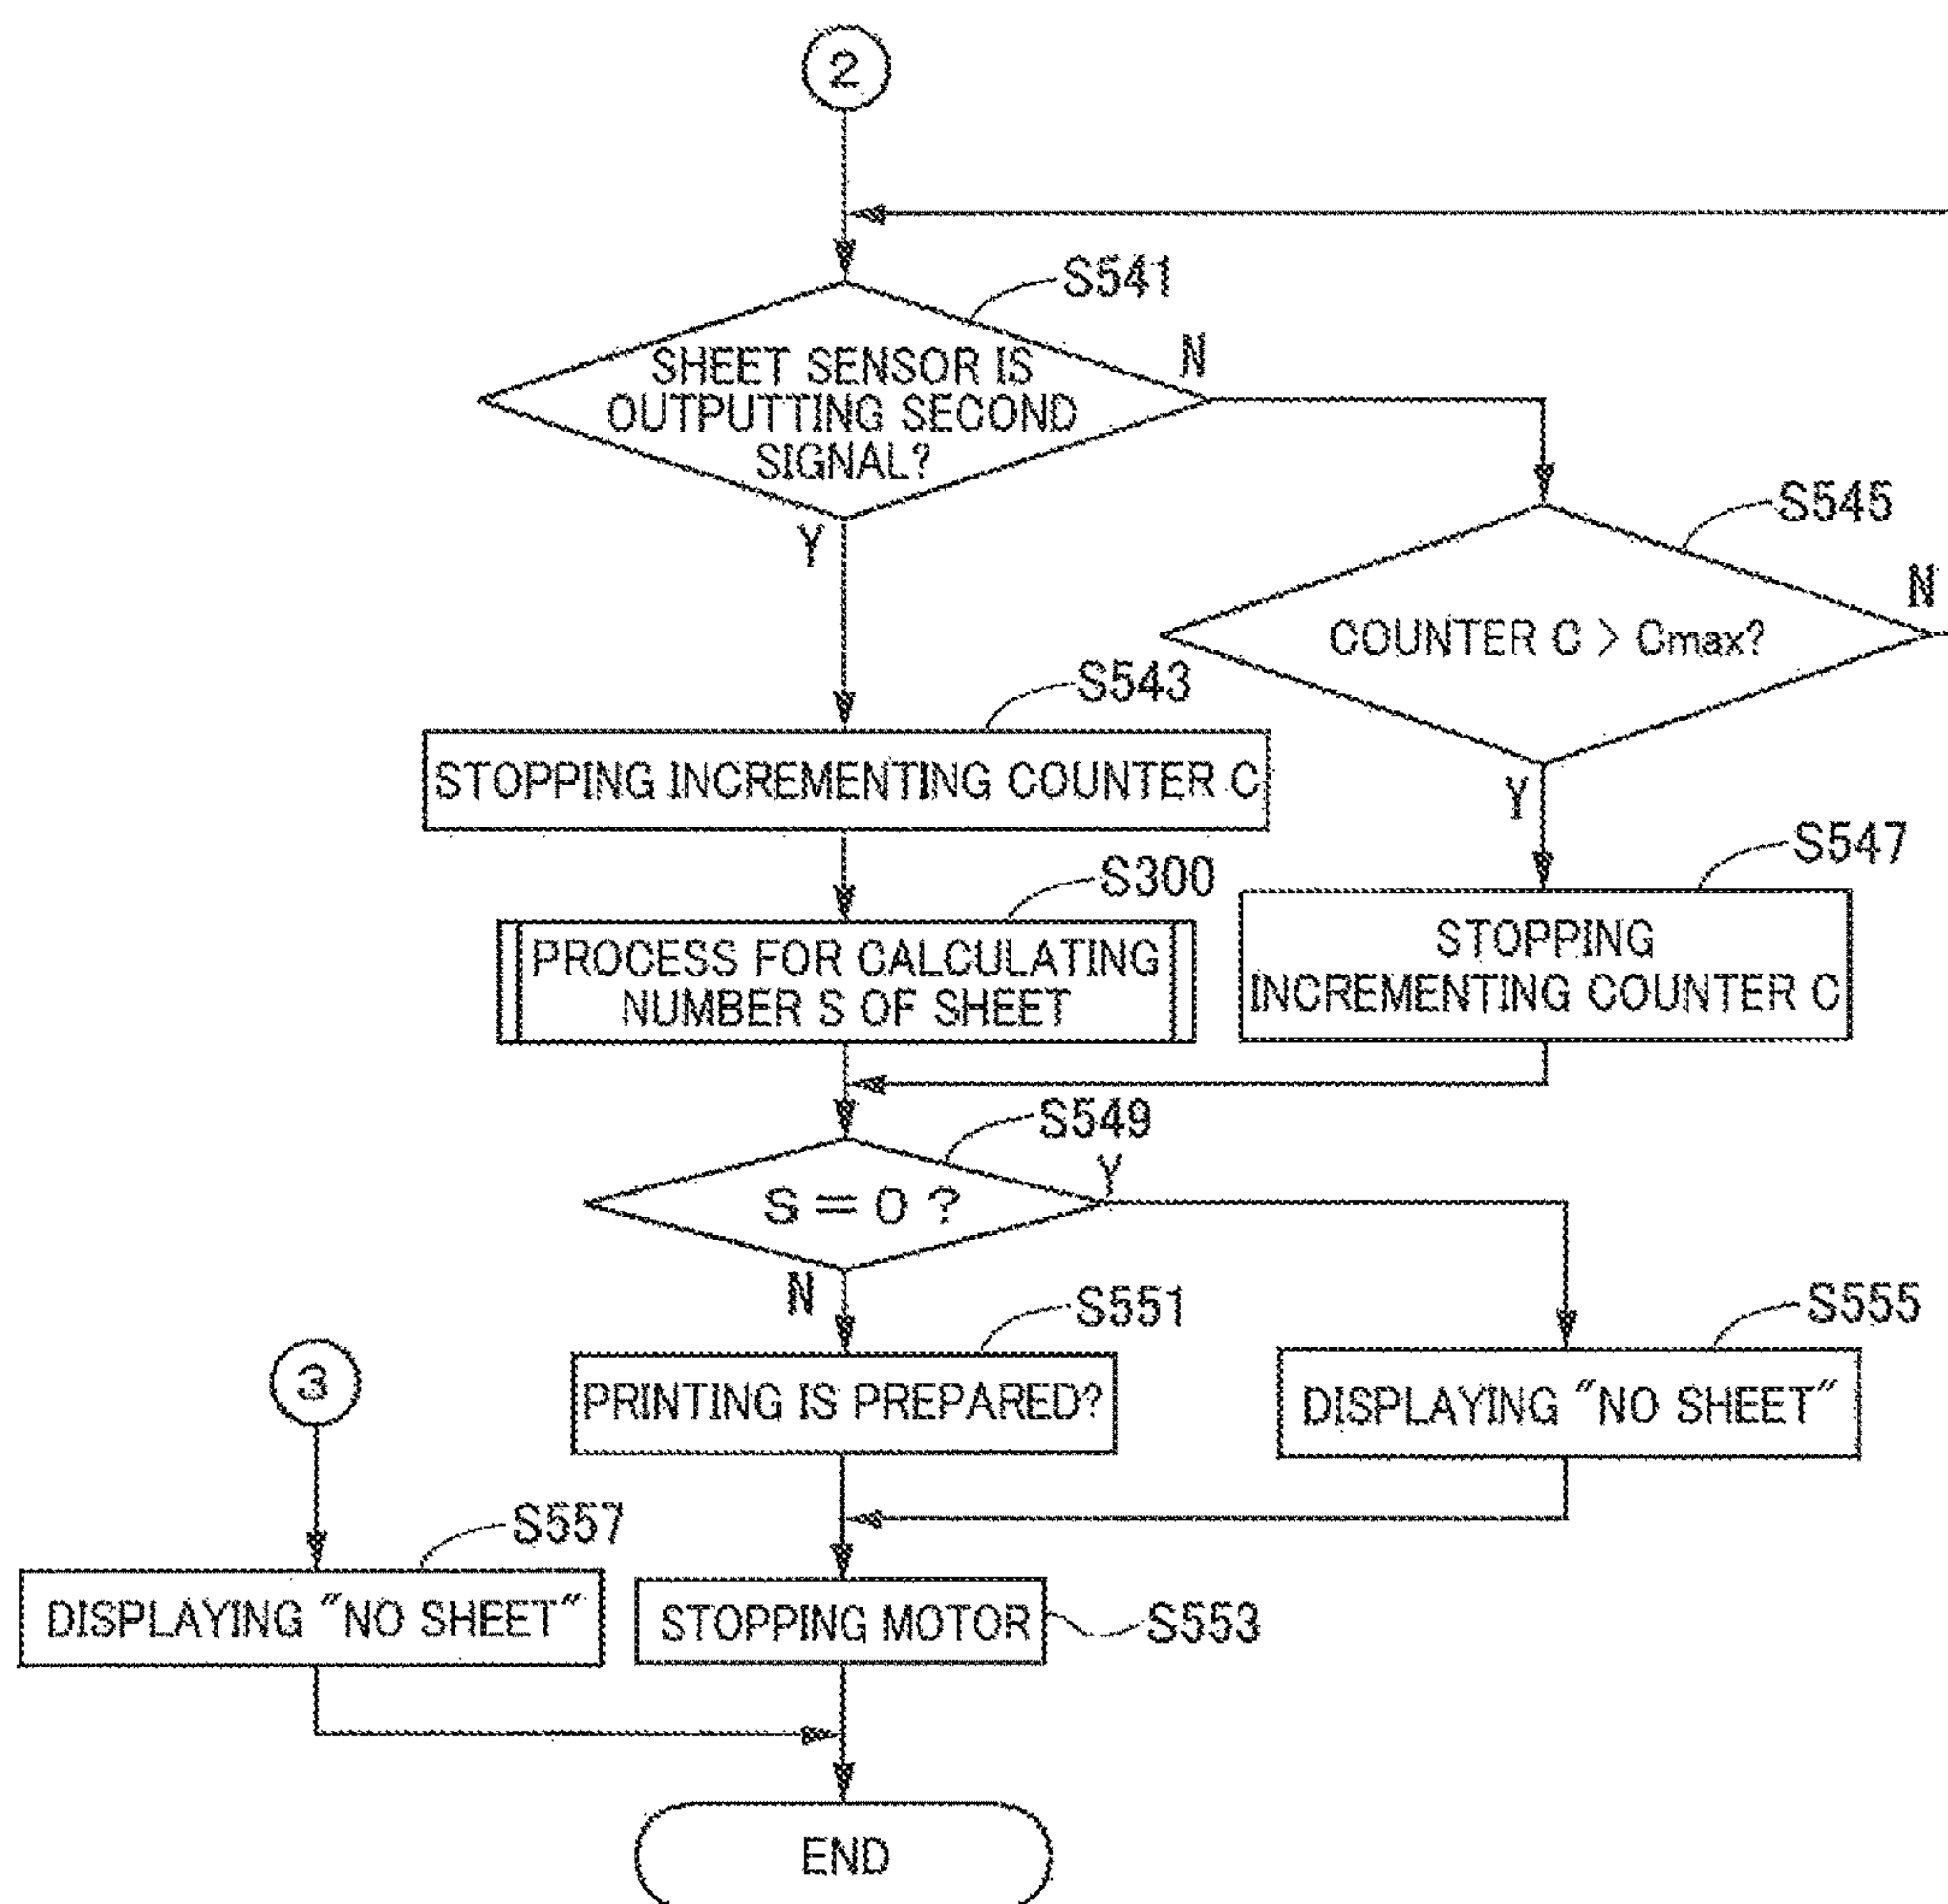 2
S541
SHEET SENSOR IS
OUTPUTTING SECOND
SIGNAL?
N
Y
S545
COUNTER C > Cmax?
N
Y
S543
STOPPING INCREMENTING COUNTER C
S547
STOPPING
INCREMENTING COUNTER C
S300
PROCESS FOR CALCULATING
NUMBER S OF SHEET
S549
S = 0 ?
Y
N
S551
PRINTING IS PREPARED?
S555
DISPLAYING "NO SHEET"
3
S557
DISPLAYING "NO SHEET"
STOPPING MOTOR
S553
END